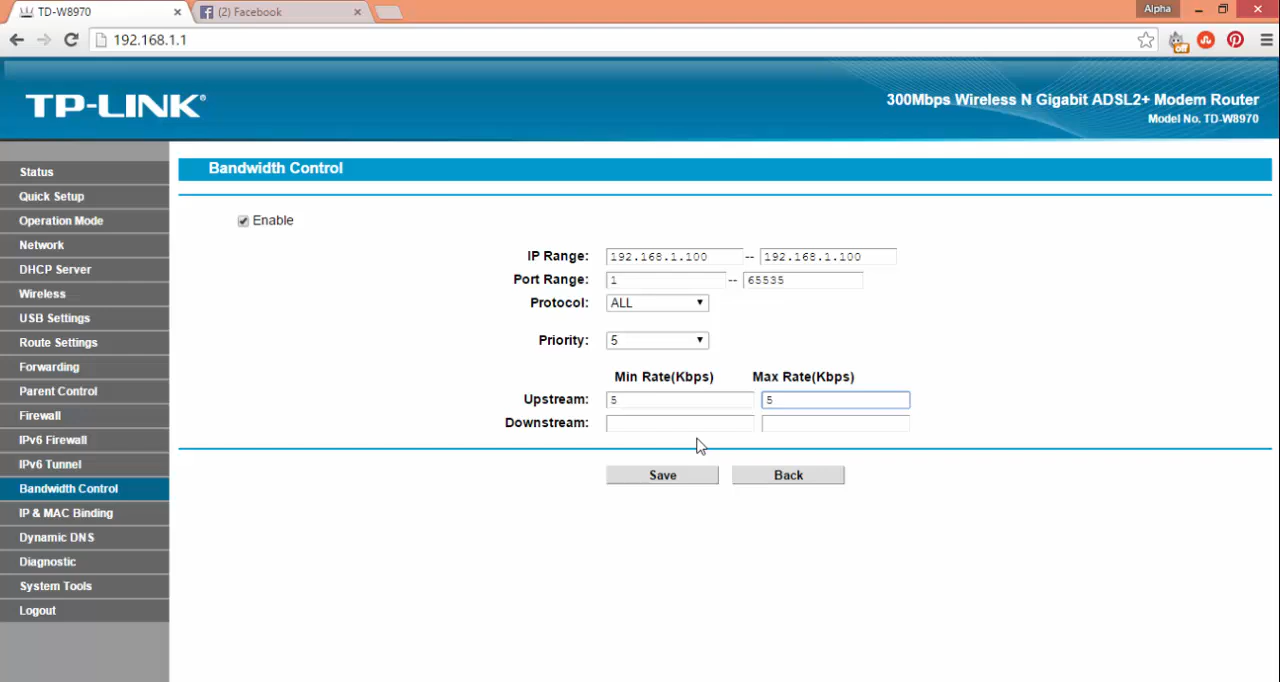 TD-W8970
(2) Facebook
Alpha
192.168.1.1
off
TP-LINK®
300Mbps Wireless N Gigabit ADSL2+ Modem Router
Model No. TD-W8970
Status
Quick Setup
Operation Mode
Network
DHCP Server
Wireless
USB Settings
Route Settings
Forwarding
Parent Control
Firewall
IPv6 Firewall
IPv6 Tunnel
Bandwidth Control
IP & MAC Binding
Dynamic DNS
Diagnostic
System Tools
Logout
Bandwidth Control
Enable
IP Range: 192.168.1.100 -- 192.168.1.100
Port Range: 1 -- 65535
Protocol: ALL
Priority: 5
Min Rate(Kbps) Max Rate(Kbps)
Upstream: 5 5
Downstream:
Save Back